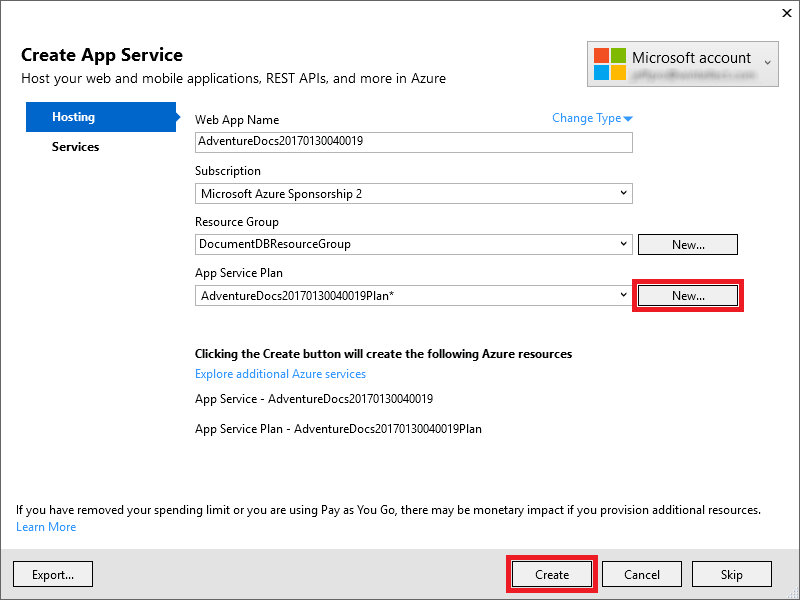 Create App Service
Host your web and mobile applications, REST APIs, and more in Azure
Microsoft account
Hosting
Services
Web App Name
Change Type
AdventureDocs20170130040019
Subscription
Microsoft Azure Sponsorship 2
Resource Group
DocumentDBResourceGroup
New...
App Service Plan
AdventureDocs20170130040019Plan*
New...
Clicking the Create button will create the following Azure resources
Explore additional Azure services
App Service - AdventureDocs20170130040019
App Service Plan - AdventureDocs20170130040019Plan
If you have removed your spending limit or you are using Pay as You Go, there may be monetary impact if you provision additional resources.
Learn More
Export...
Create
Cancel
Skip